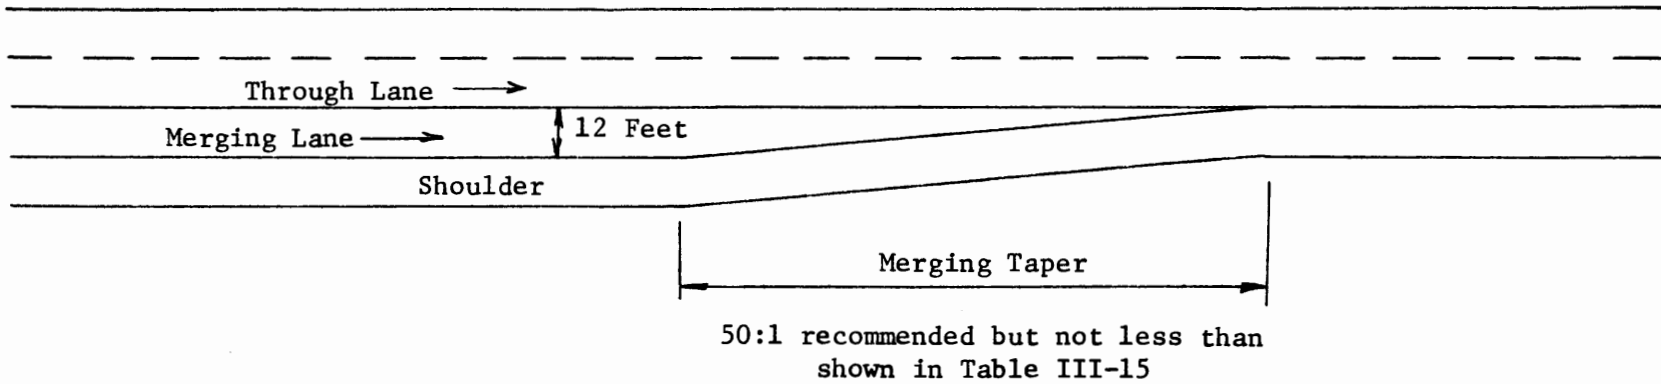 Through Lane
12 Feet
Merging Lane
Shoulder
Merging Taper
50:1 recommended but not less than
shown in Table III-15